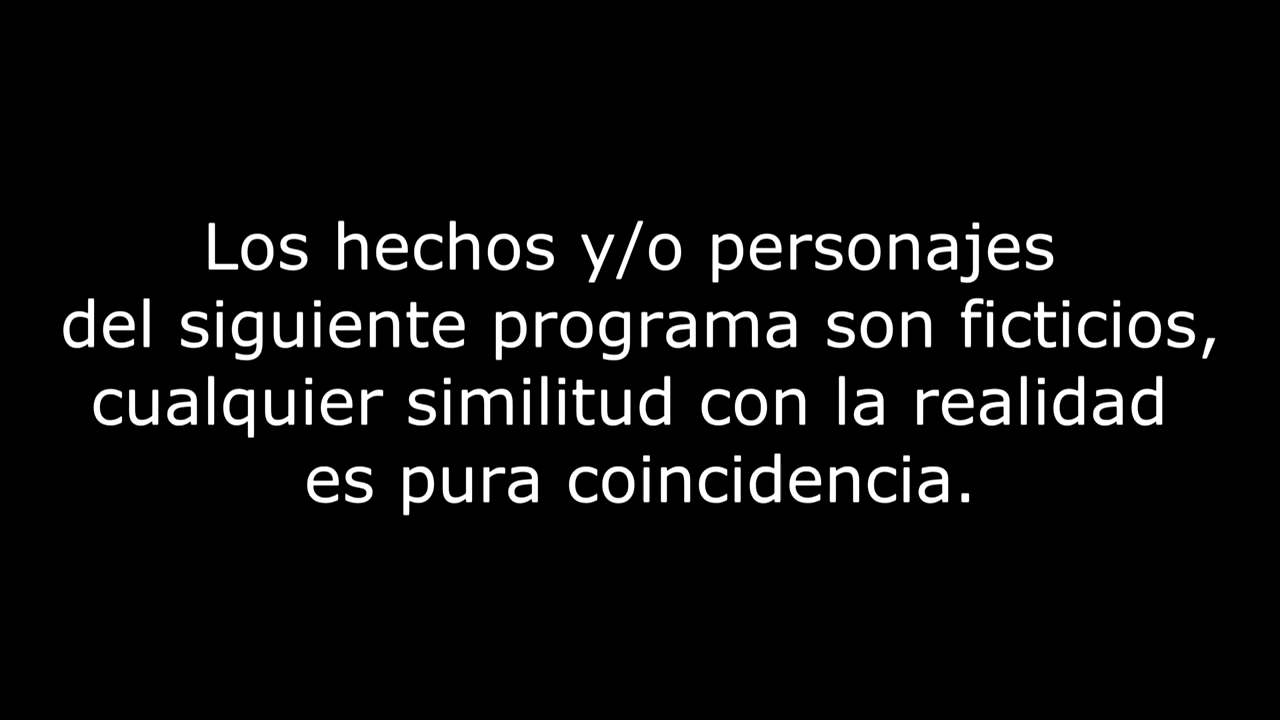 Los hechos y/o personajes
del siguiente programa son ficticios,
cualquier similitud con la realidad
es pura coincidencia.